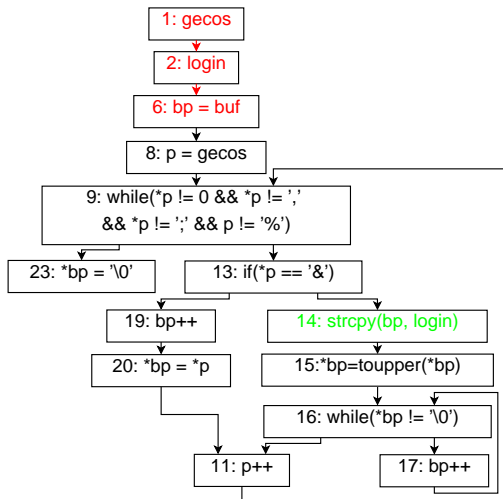 1: gecos
2: login
6: bp = buf
8: p = gecos
9: while(*p != 0 && *p != ','
&& *p != ';' && p != '%')
23: *bp = '\0'
13: if(*p == '&')
19: bp++
14: strcpy(bp, login)
20: *bp = *p
15:*bp=toupper(*bp)
16: while(*bp != '\0')
11: p++
17: bp++